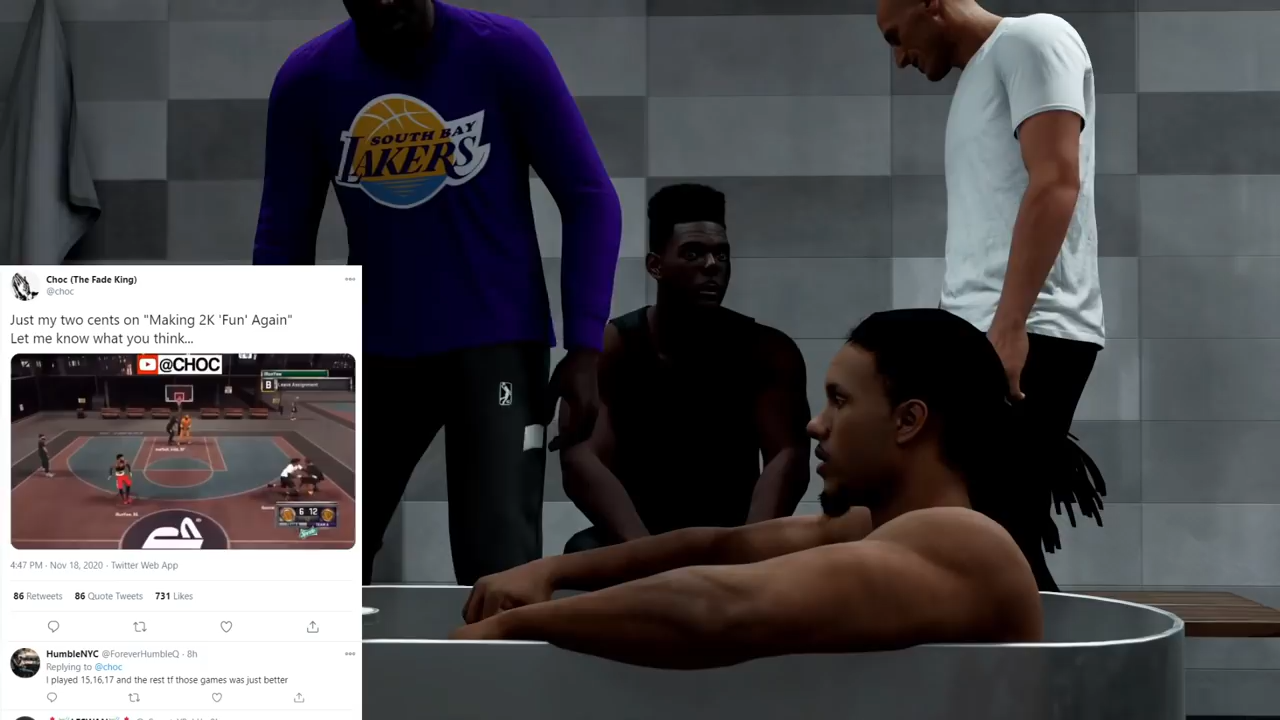 SOUTH BAY
LAKERS
Choc (The Fade King)
@choc
Just my two cents on "Making 2K 'Fun' Again"
Let me know what you think...
@CHOC
B Leave Assignment
6 12
4:47 PM · Nov 18, 2020 · Twitter Web App
86 Retweets 86 Quote Tweets 731 Likes
HumbleNYC @ForeverHumbleQ · 8h
Replying to @choc
I played 15,16,17 and the rest tf those games was just better